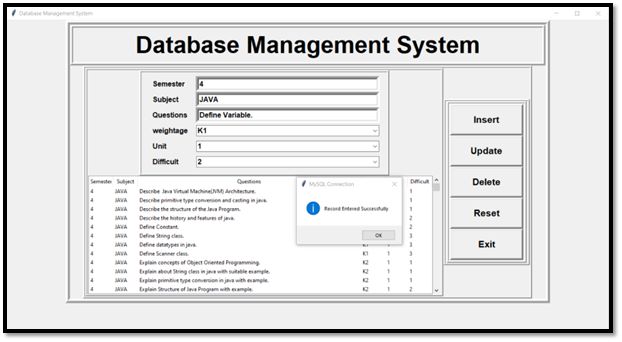 Database Management System
Database Management System
Semester 4
Subject JAVA
Questions Define Variable.
weightage K1
Unit 1
Difficult 2
Insert
Update
Delete
Reset
Exit
Semester Subject Questions Difficult
4 JAVA Describe Java Virtual Machine(JVM) Architecture. 1
4 JAVA Describe primitive type conversion and casting in java. 1
4 JAVA Describe the structure of the Java Program. 1
4 JAVA Describe the history and features of java. 2
4 JAVA Define Constant. 2
4 JAVA Define String class. 3
4 JAVA Define datatypes in java. 3
4 JAVA Define Scanner class. K1 1 3
4 JAVA Explain concepts of Object Oriented Programming. K2 1 1
4 JAVA Explain about String class in java with suitable example. K2 1 1
4 JAVA Explain primitive type conversion in java with example. K2 1 1
4 JAVA Explain Structure of Java Program with example. K2 1 2
MySQL Connection
Record Entered Successfully
OK